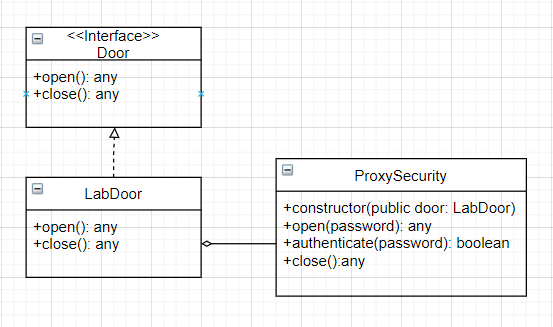 <<Interface>>
Door
+open(): any
+close(): any
LabDoor
+open(): any
+close(): any
ProxySecurity
+constructor(public door: LabDoor)
+open(password): any
+authenticate(password): boolean
+close():any